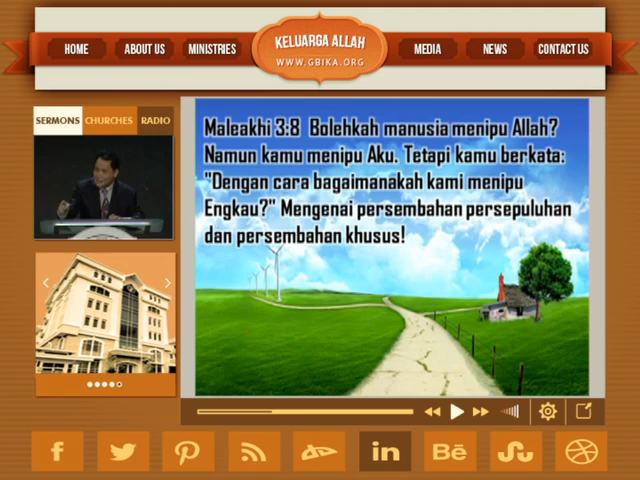 KELUARGA ALLAH
WWW.GBIKA.ORG
HOME ABOUT US MINISTRIES MEDIA NEWS CONTACT US
SERMONS CHURCHES RADIO
Maleakhi 3:8 Bolehkah manusia menipu Allah?
Namun kamu menipu Aku. Tetapi kamu berkata:
"Dengan cara bagaimanakah kami menipu
Engkau?" Mengenai persembahan persepuluhan
dan persembahan khusus!
f in Bē